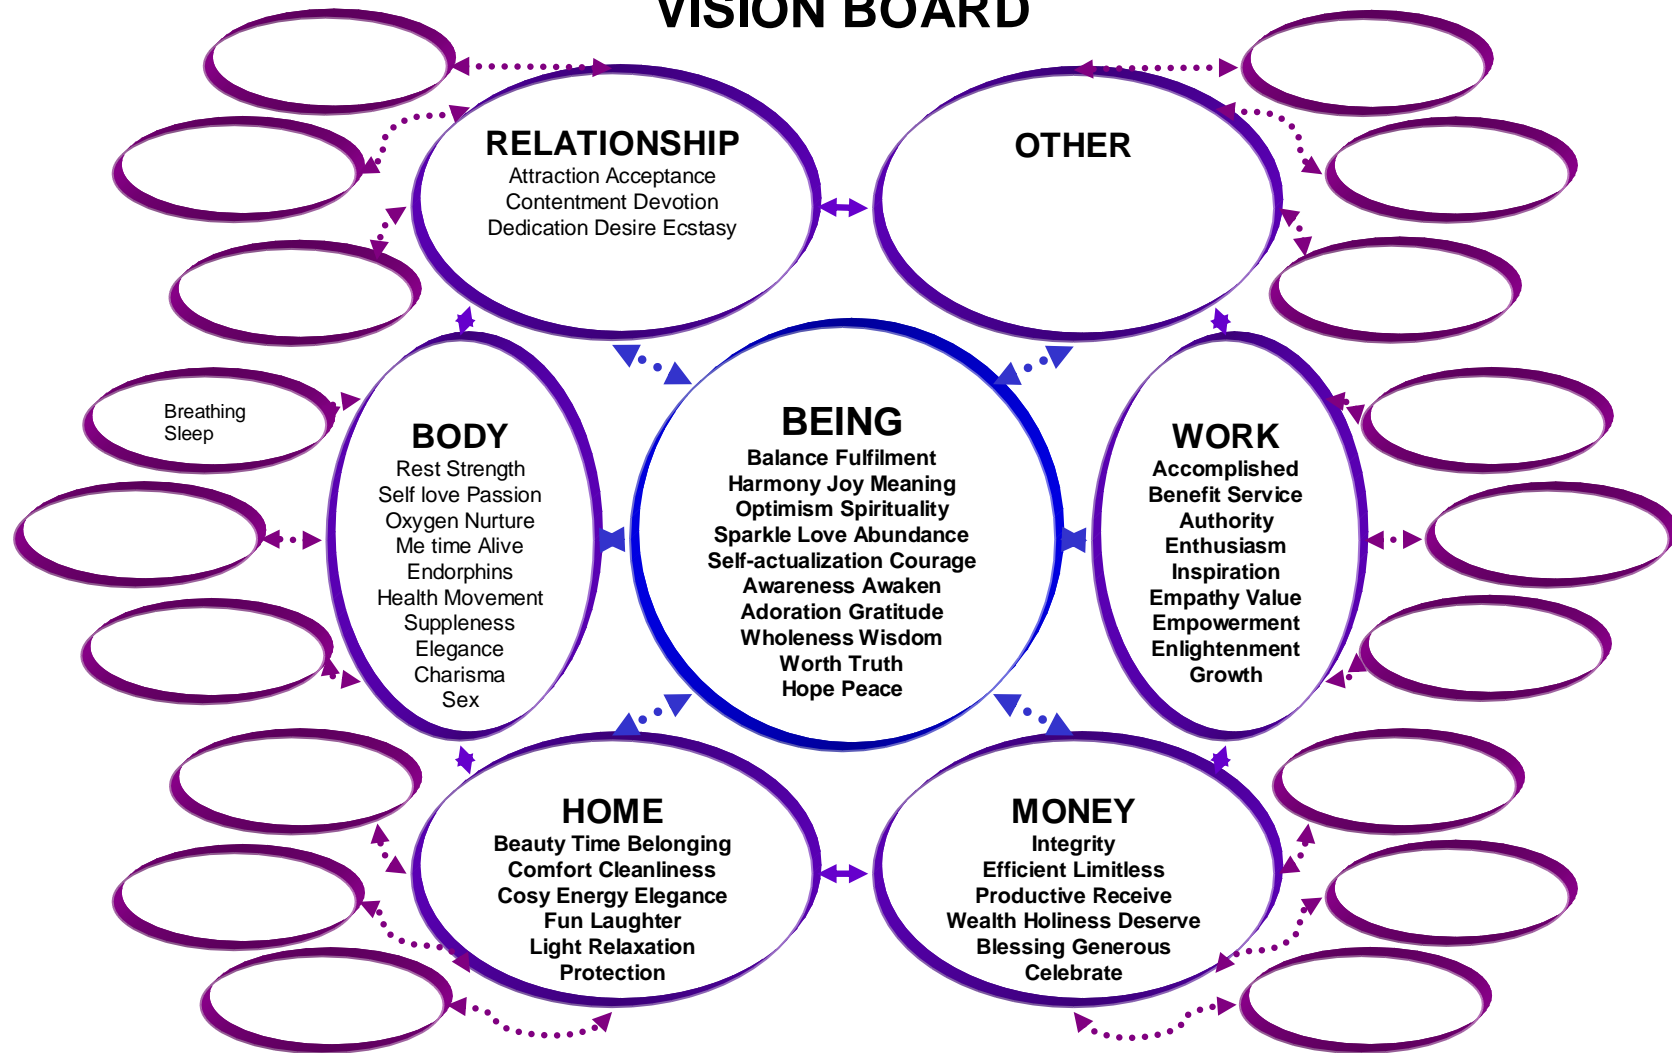 VISION BOARD
RELATIONSHIP
Attraction Acceptance
Contentment Devotion
Dedication Desire Ecstasy
OTHER
Breathing
Sleep
BODY
Rest Strength
Self love Passion
Oxygen Nurture
Me time Alive
Endorphins
Health Movement
Suppleness
Elegance
Charisma
Sex
BEING
Balance Fulfilment
Harmony Joy Meaning
Optimism Spirituality
Sparkle Love Abundance
Self-actualization Courage
Awareness Awaken
Adoration Gratitude
Wholeness Wisdom
Worth Truth
Hope Peace
WORK
Accomplished
Benefit Service
Authority
Enthusiasm
Inspiration
Empathy Value
Empowerment
Enlightenment
Growth
HOME
Beauty Time Belonging
Comfort Cleanliness
Cosy Energy Elegance
Fun Laughter
Light Relaxation
Protection
MONEY
Integrity
Efficient Limitless
Productive Receive
Wealth Holiness Deserve
Blessing Generous
Celebrate